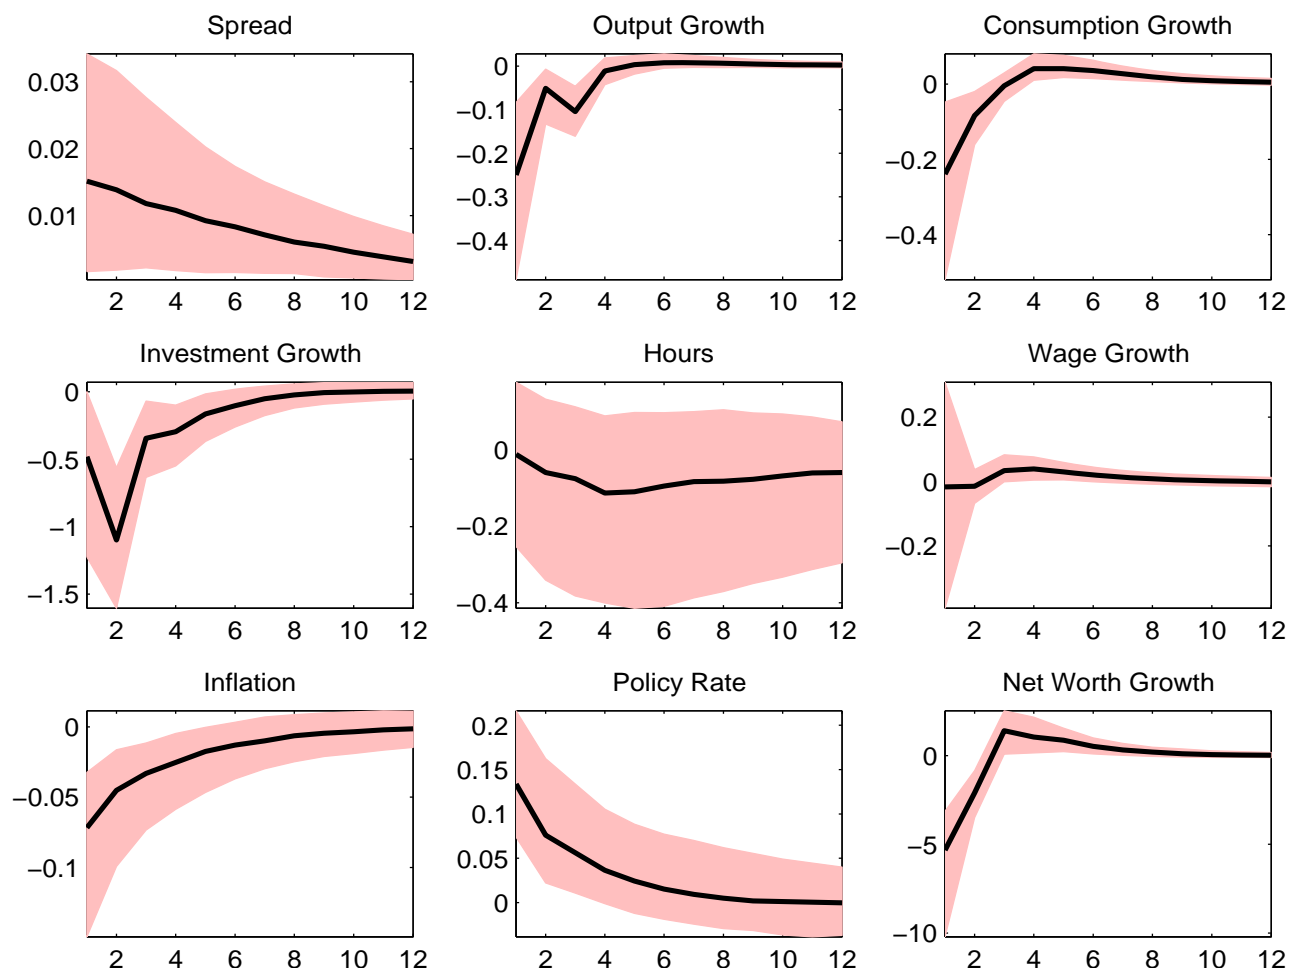 Spread
Output Growth
Consumption Growth
0.03
0.02
0.01
2 4 6 8 10 12
0
−0.1
−0.2
−0.3
−0.4
2 4 6 8 10 12
0
−0.2
−0.4
2 4 6 8 10 12
Investment Growth
Hours
Wage Growth
0
−0.5
−1
−1.5
2 4 6 8 10 12
0
−0.2
−0.4
2 4 6 8 10 12
0.2
0
−0.2
2 4 6 8 10 12
Inflation
Policy Rate
Net Worth Growth
0
−0.05
−0.1
2 4 6 8 10 12
0.2
0.15
0.1
0.05
0
2 4 6 8 10 12
0
−5
−10
2 4 6 8 10 12